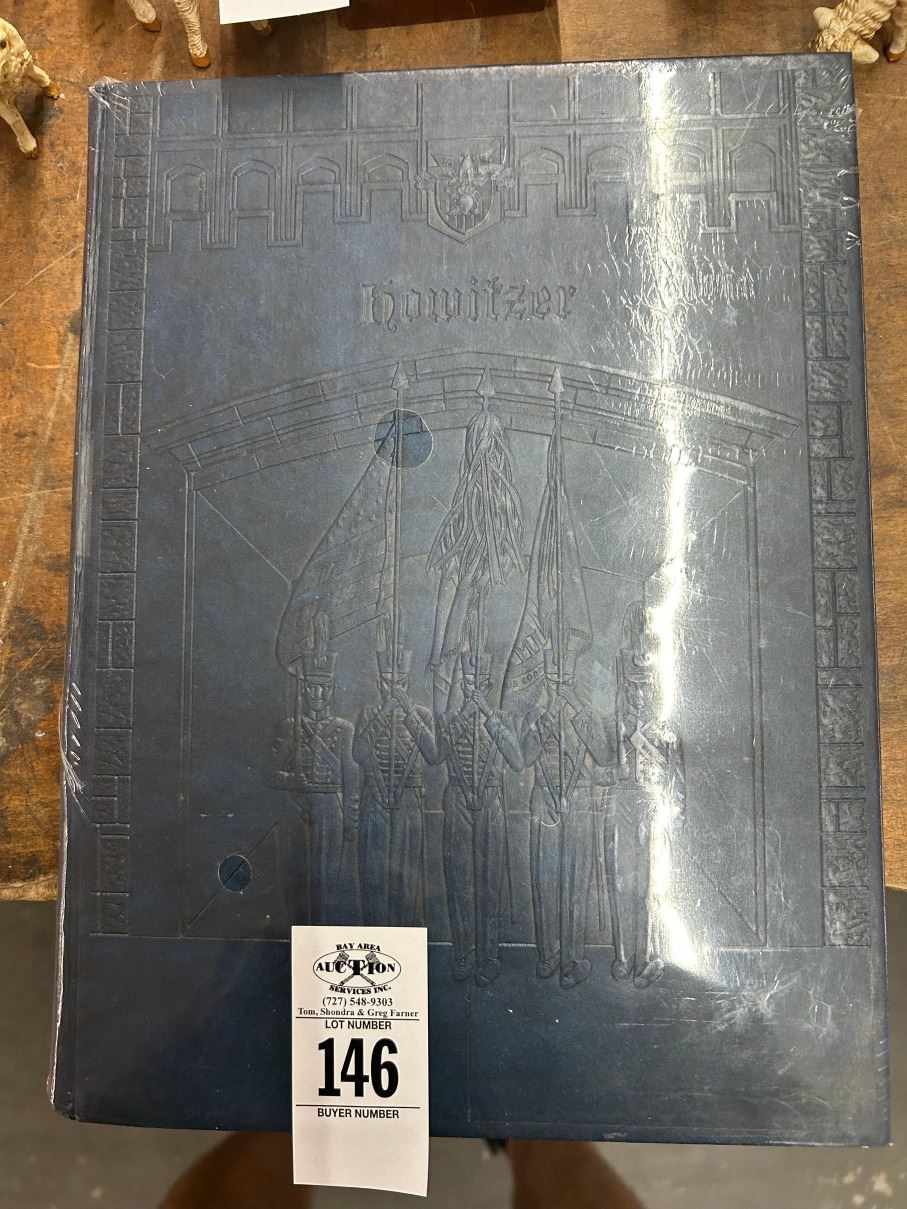 Howitzer
BAY AREA
AUCTION
SERVICES INC.
(727) 548-9303
Tom, Shondra & Greg Farner
LOT NUMBER
146
BUYER NUMBER